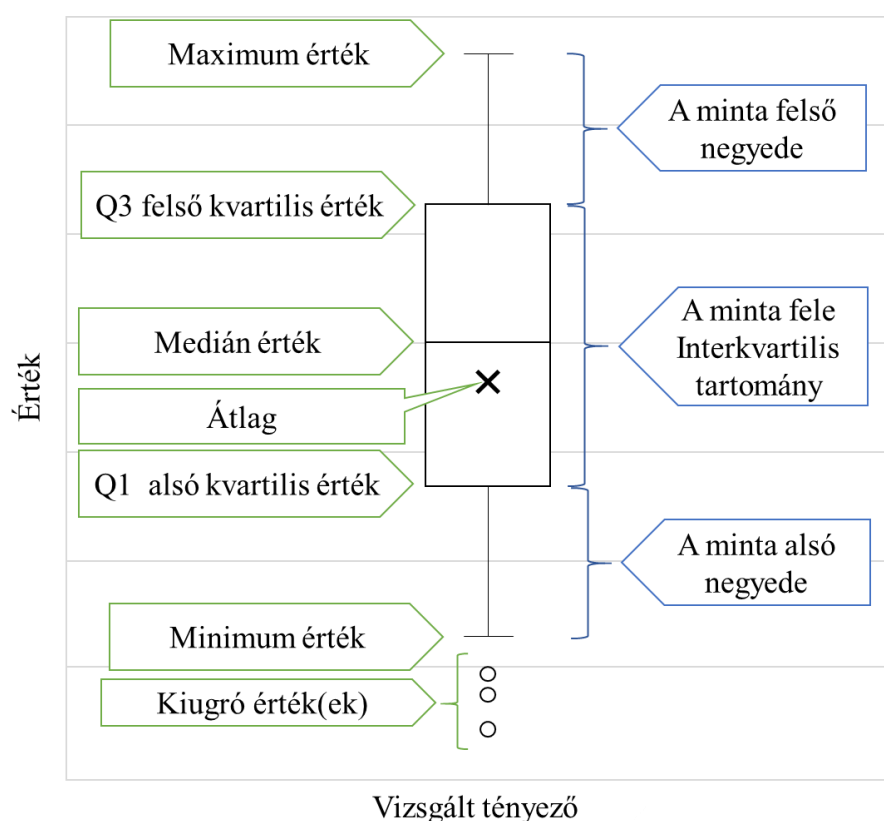 Maximum érték
A minta felső
negyede
Q3 felső kvartilis érték
Medián érték
A minta fele
Interkvartilis
tartomány
Átlag
Q1 alsó kvartilis érték
A minta alsó
negyede
Minimum érték
Kiugró érték(ek)
Érték
Vizsgált tényező